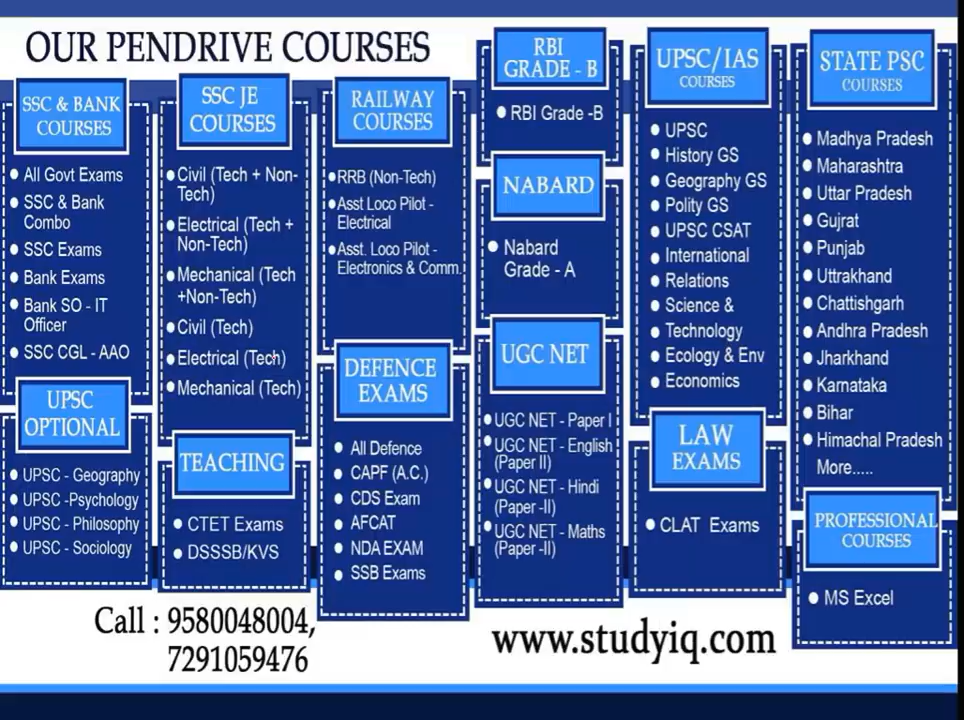 OUR PENDRIVE COURSES
SSC & BANK
COURSES
● All Govt Exams
● SSC & Bank
Combo
● SSC Exams
● Bank Exams
● Bank SO - IT
Officer
● SSC CGL - AAO
UPSC
OPTIONAL
● UPSC - Geography
● UPSC -Psychology
● UPSC - Philosophy
● UPSC - Sociology
SSC JE
COURSES
● Civil (Tech + Non-
Tech)
● Electrical (Tech +
Non-Tech)
● Mechanical (Tech
+Non-Tech)
● Civil (Tech)
● Electrical (Tech)
● Mechanical (Tech)
TEACHING
● CTET Exams
● DSSSB/KVS
RAILWAY
COURSES
● RRB (Non-Tech)
● Asst Loco Pilot -
Electrical
● Asst. Loco Pilot -
Electronics & Comm.
DEFENCE
EXAMS
● All Defence
● CAPF (A.C.)
● CDS Exam
● AFCAT
● NDA EXAM
● SSB Exams
RBI
GRADE - B
● RBI Grade -B
NABARD
● Nabard
Grade - A
UGC NET
● UGC NET - Paper I
● UGC NET - English
(Paper II)
● UGC NET - Hindi
(Paper -II)
● UGC NET - Maths
(Paper -II)
UPSC/IAS
COURSES
● UPSC
● History GS
● Geography GS
● Polity GS
● UPSC CSAT
● International
● Relations
● Science &
● Technology
● Ecology & Env
● Economics
LAW
EXAMS
● CLAT Exams
STATE PSC
COURSES
● Madhya Pradesh
● Maharashtra
● Uttar Pradesh
● Gujrat
● Punjab
● Uttrakhand
● Chattishgarh
● Andhra Pradesh
● Jharkhand
● Karnataka
● Bihar
● Himachal Pradesh
More.....
PROFESSIONAL
COURSES
● MS Excel
Call : 9580048004,
7291059476
www.studyiq.com